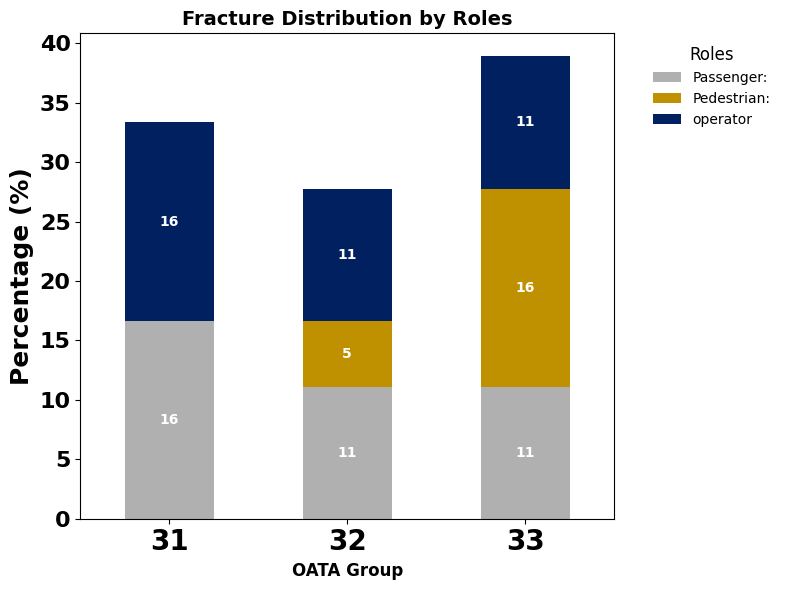 Fracture Distribution by Roles
Percentage (%)
40
35
30
25
20
15
10
5
0
16
16
11
5
11
11
16
11
31
32
33
OATA Group
Roles
Passenger:
Pedestrian:
operator